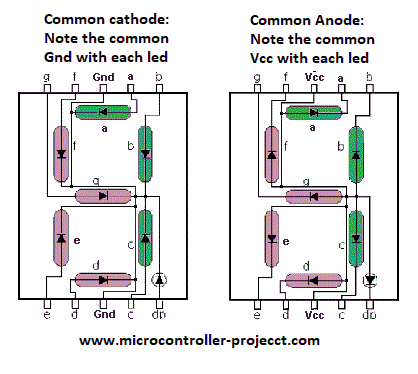 Common cathode:
Note the common
Gnd with each led
Common Anode:
Note the common
Vcc with each led
g f Gnd a b
a
f
b
g
e
c
d
e d Gnd c dp
g f Vcc a b
a
f
b
g
e
c
d
e d Vcc c dp
www.microcontroller-projecct.com